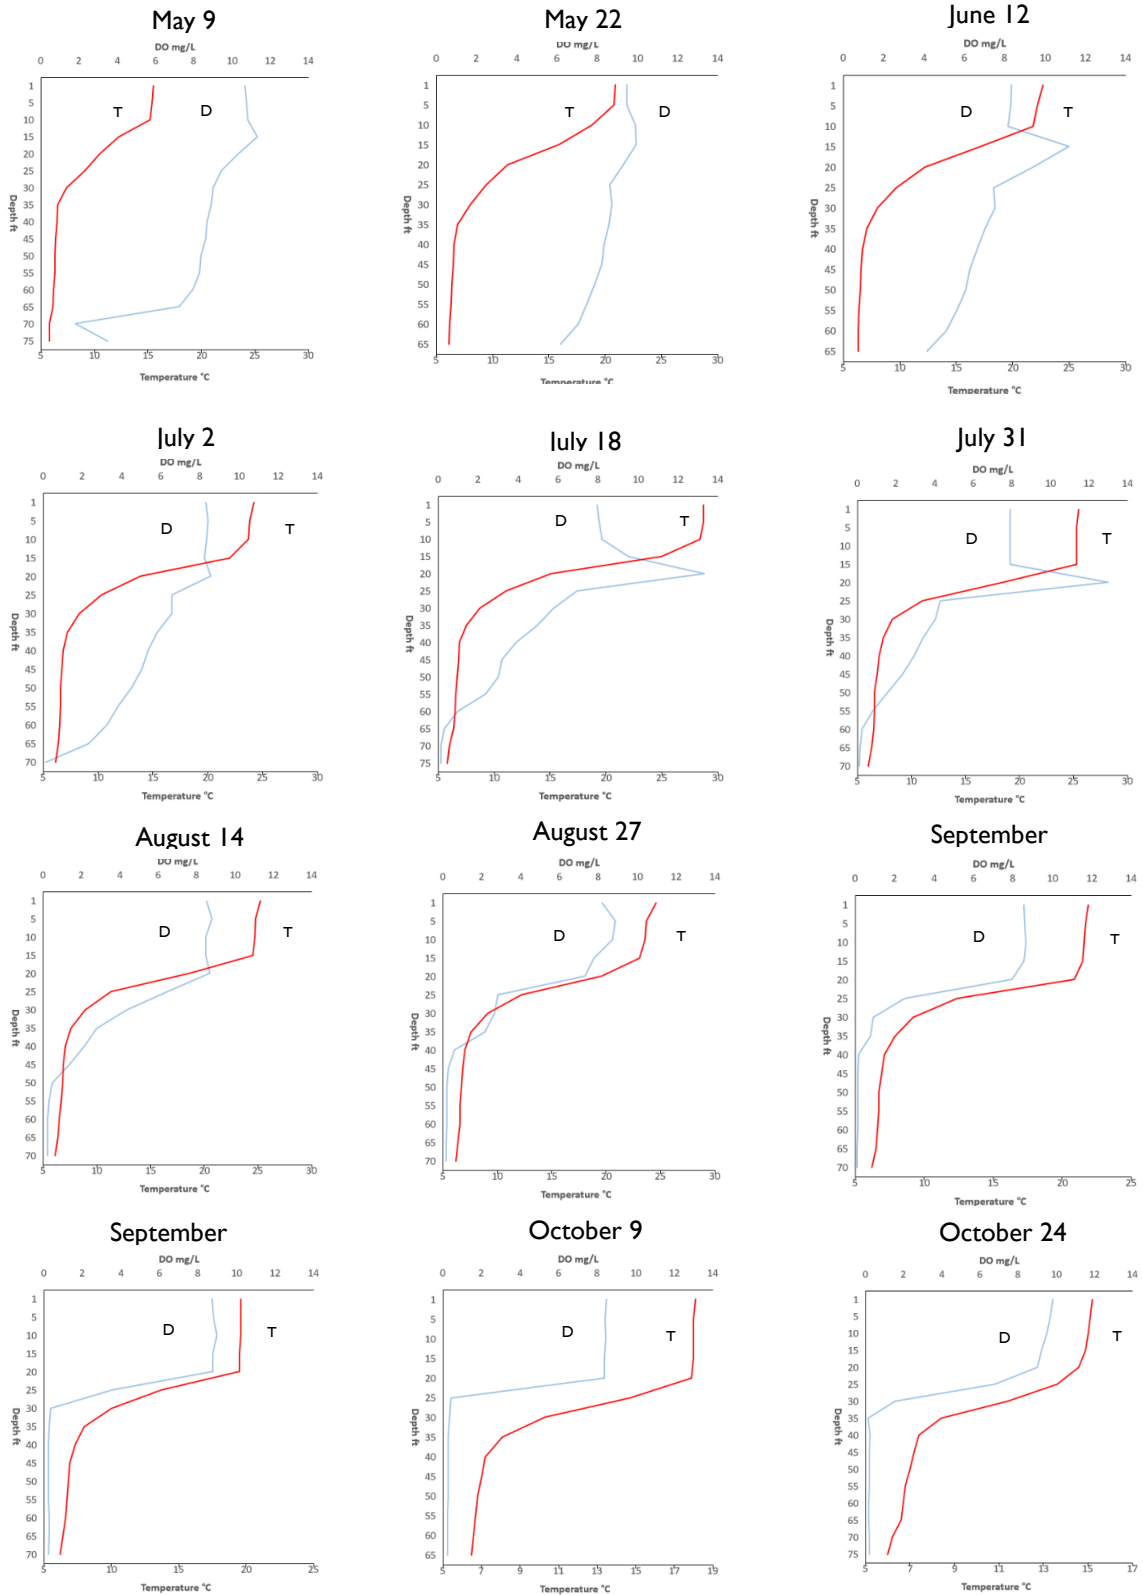 May 9
DO mg/L
0 2 4 6 8 10 12 14
1
5
10
15
20
25
30
35
40
45
50
55
60
65
70
75
T
D
Depth ft
5 10 15 20 25 30
Temperature °C
May 22
DO mg/L
0 2 4 6 8 10 12 14
1
5
10
15
20
25
30
35
40
45
50
55
60
65
T
D
Depth ft
5 10 15 20 25 30
Temperature °C
June 12
DO mg/L
0 2 4 6 8 10 12 14
1
5
10
15
20
25
30
35
40
45
50
55
60
65
D
T
Depth ft
5 10 15 20 25 30
Temperature °C
July 2
DO mg/L
0 2 4 6 8 10 12 14
1
5
10
15
20
25
30
35
40
45
50
55
60
65
70
D
T
Depth ft
5 10 15 20 25 30
Temperature °C
July 18
DO mg/L
0 2 4 6 8 10 12 14
1
5
10
15
20
25
30
35
40
45
50
55
60
65
70
75
D
T
Depth ft
5 10 15 20 25 30
Temperature °C
July 31
DO mg/L
0 2 4 6 8 10 12 14
1
5
10
15
20
25
30
35
40
45
50
55
60
65
70
D
T
Depth ft
5 10 15 20 25 30
Temperature °C
August 14
DO mg/L
0 2 4 6 8 10 12 14
1
5
10
15
20
25
30
35
40
45
50
55
60
65
70
D
T
Depth ft
5 10 15 20 25 30
Temperature °C
August 27
DO mg/L
0 2 4 6 8 10 12 14
1
5
10
15
20
25
30
35
40
45
50
55
60
65
70
D
T
Depth ft
5 10 15 20 25 30
Temperature °C
September
DO mg/L
0 2 4 6 8 10 12 14
1
5
10
15
20
25
30
35
40
45
50
55
60
65
70
D
T
Depth ft
5 10 15 20 25
Temperature °C
September
DO mg/L
0 2 4 6 8 10 12 14
1
5
10
15
20
25
30
35
40
45
50
55
60
65
70
D
T
Depth ft
5 10 15 20 25
Temperature °C
October 9
DO mg/L
0 2 4 6 8 10 12 14
1
5
10
15
20
25
30
35
40
45
50
55
60
65
D
T
Depth ft
5 7 9 11 13 15 17 19
Temperature °C
October 24
DO mg/L
0 2 4 6 8 10 12 14
1
5
10
15
20
25
30
35
40
45
50
55
60
65
70
75
D
T
Depth ft
5 7 9 11 13 15 17
Temperature °C